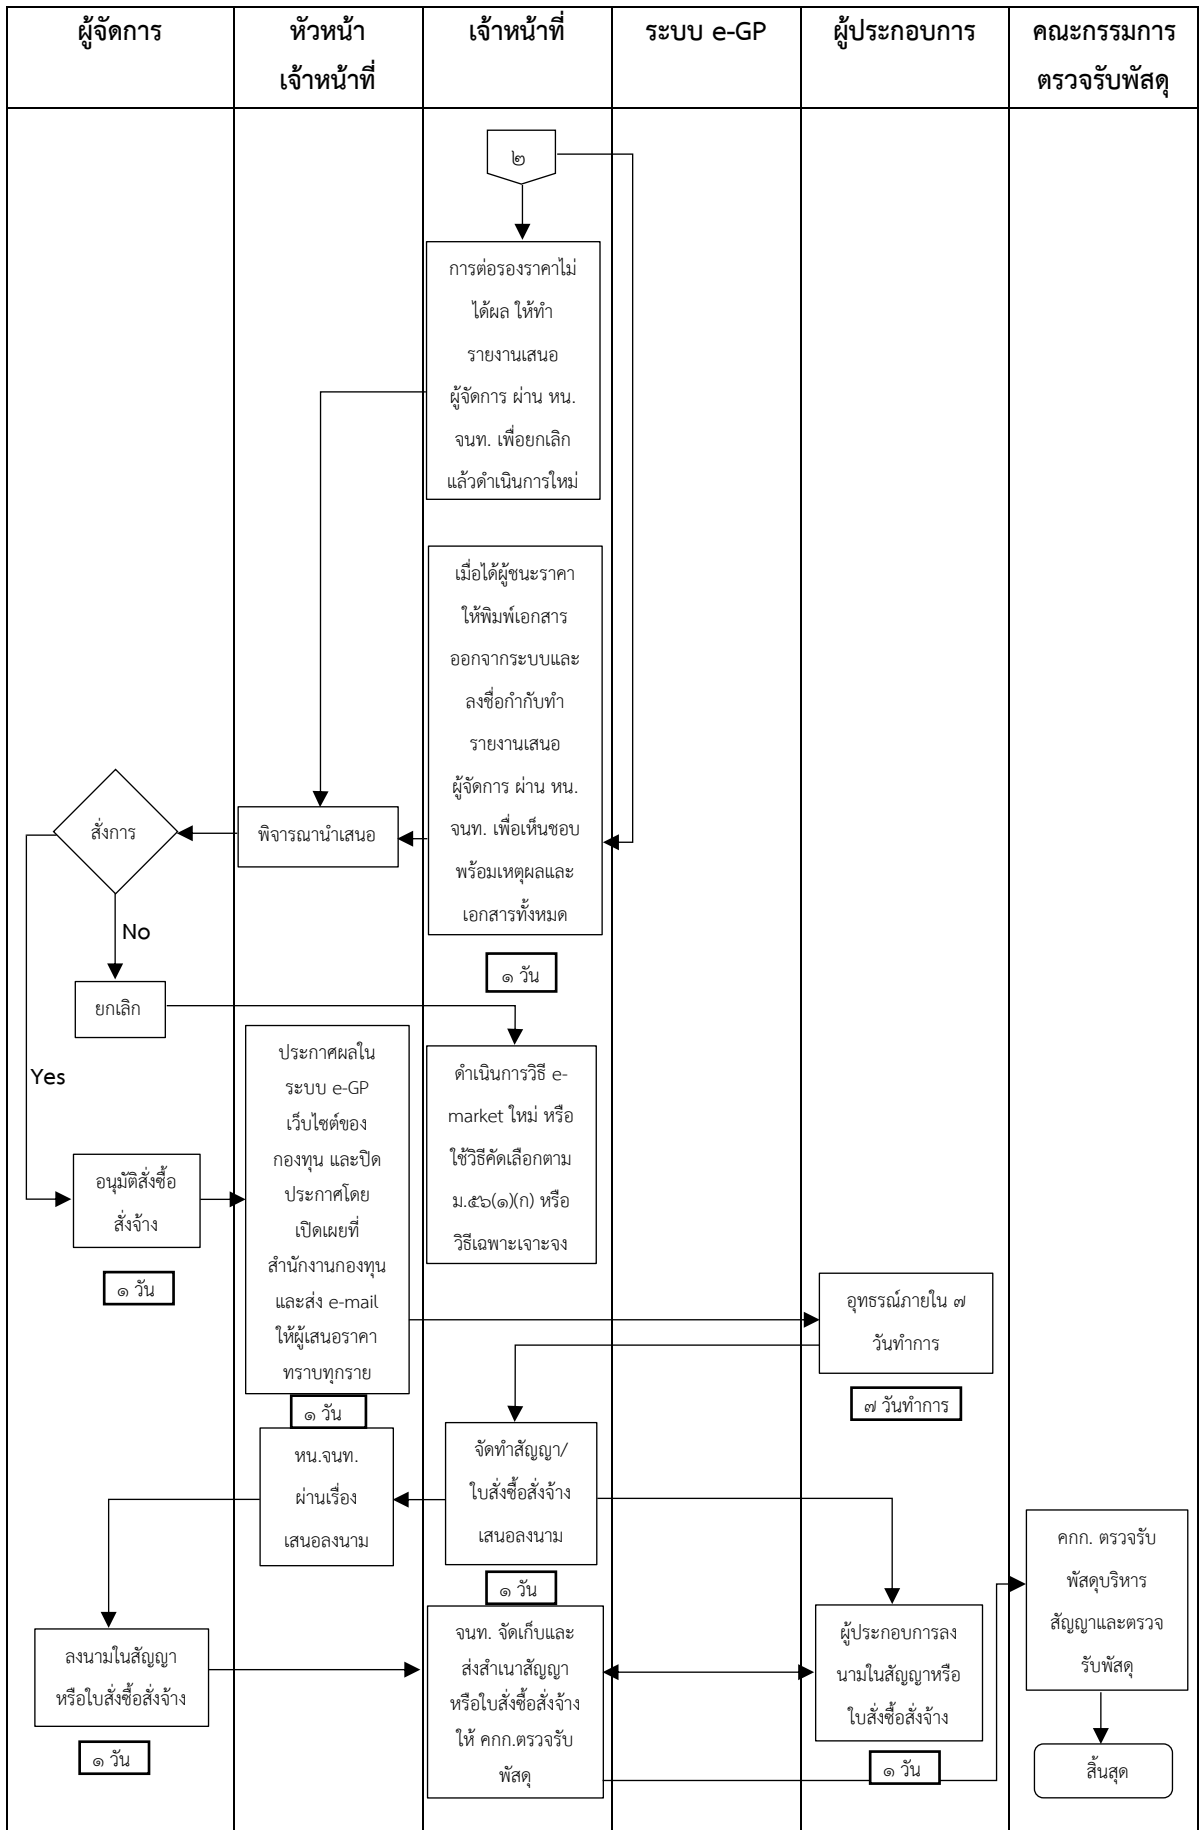 ผู้จัดการ
หัวหน้า
เจ้าหน้าที่
เจ้าหน้าที่
ระบบ e-GP
ผู้ประกอบการ
คณะกรรมการ
ตรวจรับพัสดุ
๒
การต่อรองราคาไม่
ได้ผล ให้ทำ
รายงานเสนอ
ผู้จัดการ ผ่าน หน.
จนท. เพื่อยกเลิก
แล้วดำเนินการใหม่
เมื่อได้ผู้ชนะราคา
ให้พิมพ์เอกสาร
ออกจากระบบและ
ลงชื่อกำกับทำ
รายงานเสนอ
ผู้จัดการ ผ่าน หน.
จนท. เพื่อเห็นชอบ
พร้อมเหตุผลและ
เอกสารทั้งหมด
๑ วัน
พิจารณานำเสนอ
สั่งการ
No
ยกเลิก
Yes
ดำเนินการวิธี e-
market ใหม่ หรือ
ใช้วิธีคัดเลือกตาม
ม.๕๖(๑)(ก) หรือ
วิธีเฉพาะเจาะจง
อนุมัติสั่งซื้อ
สั่งจ้าง
๑ วัน
ประกาศผลใน
ระบบ e-GP
เว็บไซต์ของ
กองทุน และปิด
ประกาศโดย
เปิดเผยที่
สำนักงานกองทุน
และส่ง e-mail
ให้ผู้เสนอราคา
ทราบทุกราย
๑ วัน
อุทธรณ์ภายใน ๗
วันทำการ
๗ วันทำการ
จัดทำสัญญา/
ใบสั่งซื้อสั่งจ้าง
เสนอลงนาม
๑ วัน
หน.จนท.
ผ่านเรื่อง
เสนอลงนาม
ลงนามในสัญญา
หรือใบสั่งซื้อสั่งจ้าง
๑ วัน
จนท. จัดเก็บและ
ส่งสำเนาสัญญา
หรือใบสั่งซื้อสั่งจ้าง
ให้ คกก.ตรวจรับ
พัสดุ
ผู้ประกอบการลง
นามในสัญญาหรือ
ใบสั่งซื้อสั่งจ้าง
๑ วัน
คกก. ตรวจรับ
พัสดุบริหาร
สัญญาและตรวจ
รับพัสดุ
สิ้นสุด